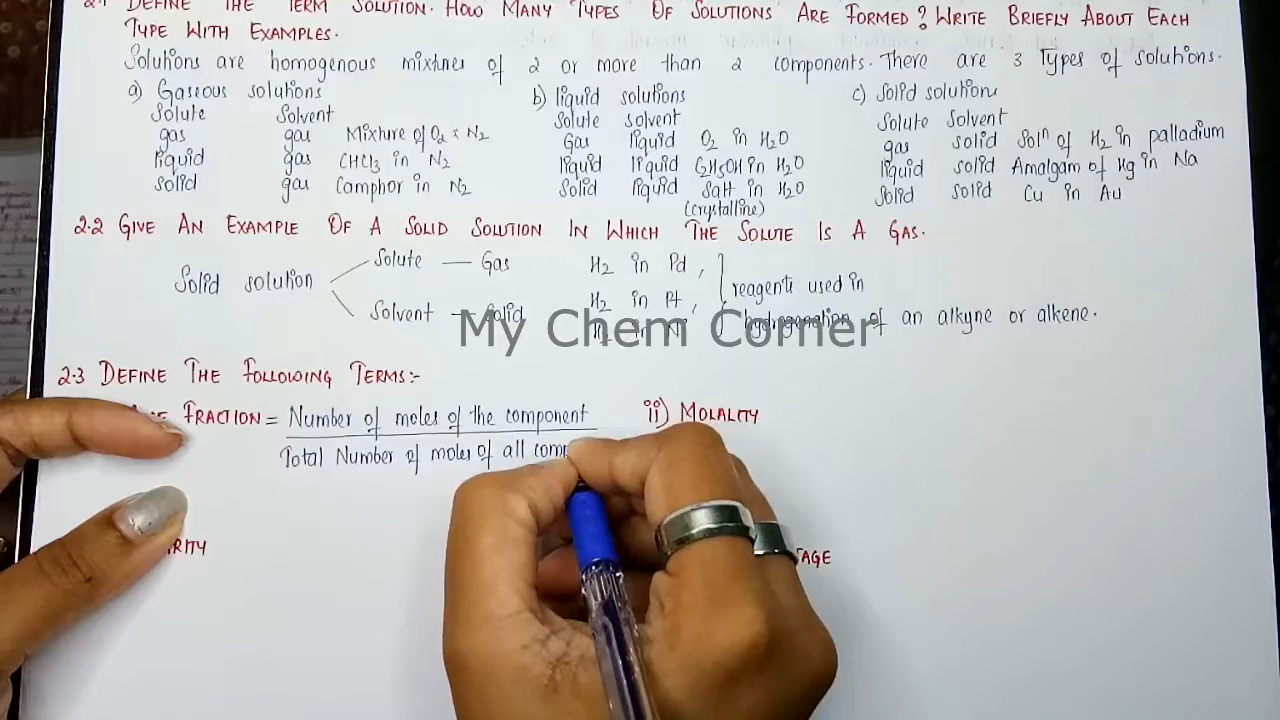 2.1 DEFINE THE TERM SOLUTION. HOW MANY TYPES OF SOLUTIONS ARE FORMED? WRITE BRIEFLY ABOUT EACH
TYPE WITH EXAMPLES.
Solutions are homogenous mixtures of 2 or more than 2 components. There are 3 Types of solutions.
a) Gaseous solutions
Solute Solvent
gas gas Mixture of O2 & N2
liquid gas CHCl3 in N2
Solid gas Camphor in N2
b) liquid solutions
Solute solvent
Gas liquid O2 in H2O
liquid liquid C2H5OH in H2O
Solid liquid Salt in H2O
(crystalline)
c) Solid solutions
Solute Solvent
gas solid Soln of H2 in palladium
liquid solid Amalgam of Hg in Na
Solid solid Cu in Au
2.2 GIVE AN EXAMPLE OF A SOLID SOLUTION IN WHICH THE SOLUTE IS A GAS.
Solid solution
Solute — Gas
Solvent — Solid
H2 in Pd,
H2 in Pt,
H2 in Ni
reagents used in
hydrogenation of an alkyne or alkene.
My Chem Corner
2.3 DEFINE THE FOLLOWING TERMS:-
FRACTION = Number of moles of the component
Total Number of moles of all
ii) MOLALITY